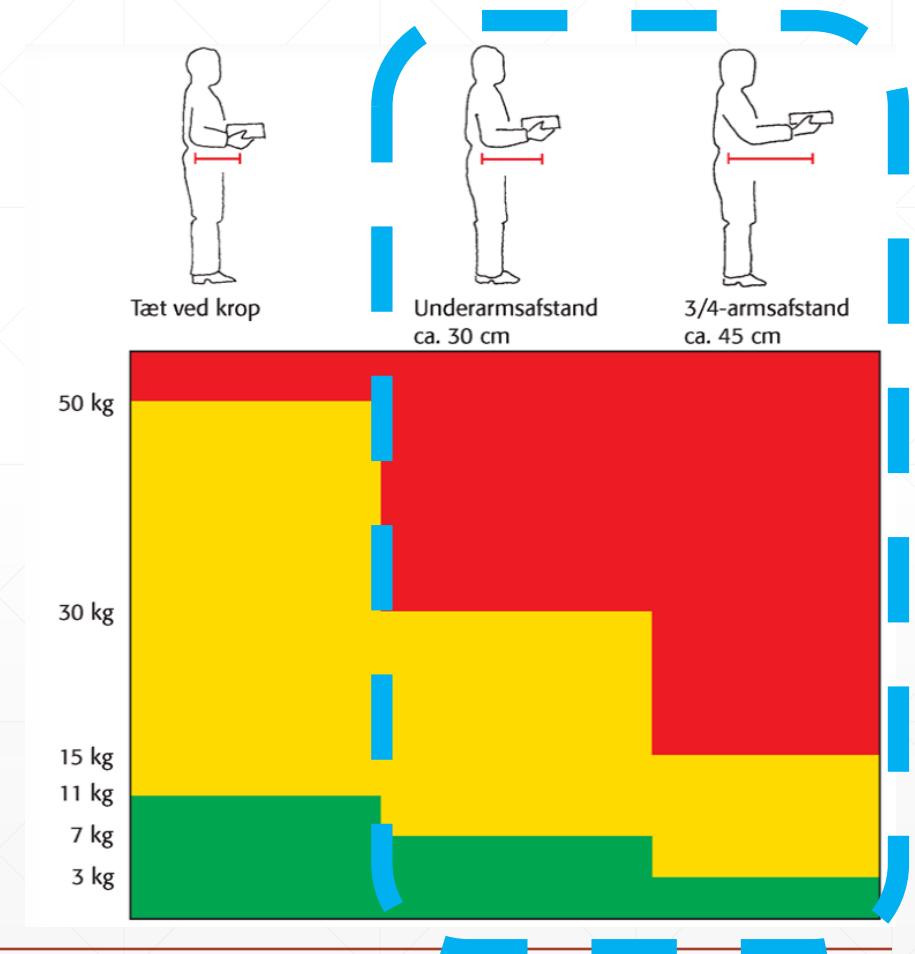 Tæt ved krop
Underarmsafstand
ca. 30 cm
3/4-armsafstand
ca. 45 cm
50 kg
30 kg
15 kg
11 kg
7 kg
3 kg